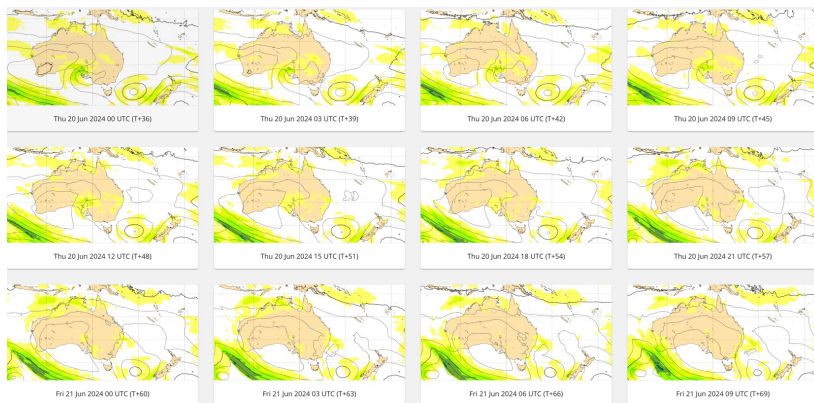 Thu 20 Jun 2024 00 UTC (T+36)
Thu 20 Jun 2024 03 UTC (T+39)
Thu 20 Jun 2024 06 UTC (T+42)
Thu 20 Jun 2024 09 UTC (T+45)
Thu 20 Jun 2024 12 UTC (T+48)
Thu 20 Jun 2024 15 UTC (T+51)
Thu 20 Jun 2024 18 UTC (T+54)
Thu 20 Jun 2024 21 UTC (T+57)
Fri 21 Jun 2024 00 UTC (T+60)
Fri 21 Jun 2024 03 UTC (T+63)
Fri 21 Jun 2024 06 UTC (T+66)
Fri 21 Jun 2024 09 UTC (T+69)